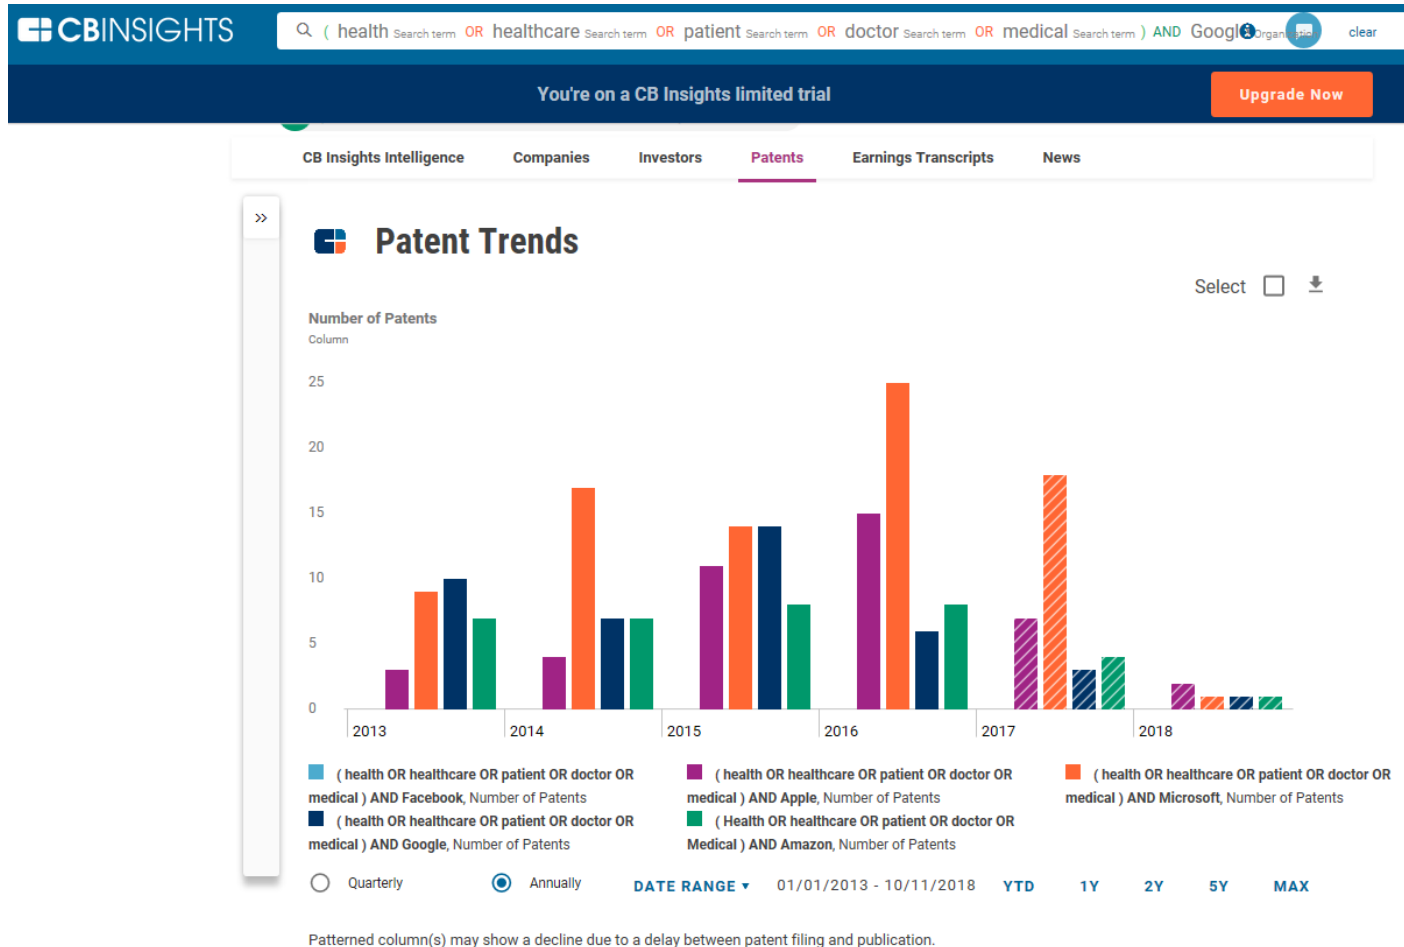 CBINSIGHTS
( health Search term OR healthcare Search term OR patient Search term OR doctor Search term OR medical Search term ) AND Googl
clear
You're on a CB Insights limited trial
Upgrade Now
CB Insights Intelligence Companies Investors Patents Earnings Transcripts News
»
Patent Trends
Select
Number of Patents
Column
25
20
15
10
5
0
2013 2014 2015 2016 2017 2018
( health OR healthcare OR patient OR doctor OR
medical ) AND Facebook, Number of Patents
( health OR healthcare OR patient OR doctor OR
medical ) AND Apple, Number of Patents
( health OR healthcare OR patient OR doctor OR
medical ) AND Microsoft, Number of Patents
( health OR healthcare OR patient OR doctor OR
medical ) AND Google, Number of Patents
( Health OR healthcare OR patient OR doctor OR
Medical ) AND Amazon, Number of Patents
Quarterly Annually DATE RANGE ▾ 01/01/2013 - 10/11/2018 YTD 1Y 2Y 5Y MAX
Patterned column(s) may show a decline due to a delay between patent filing and publication.